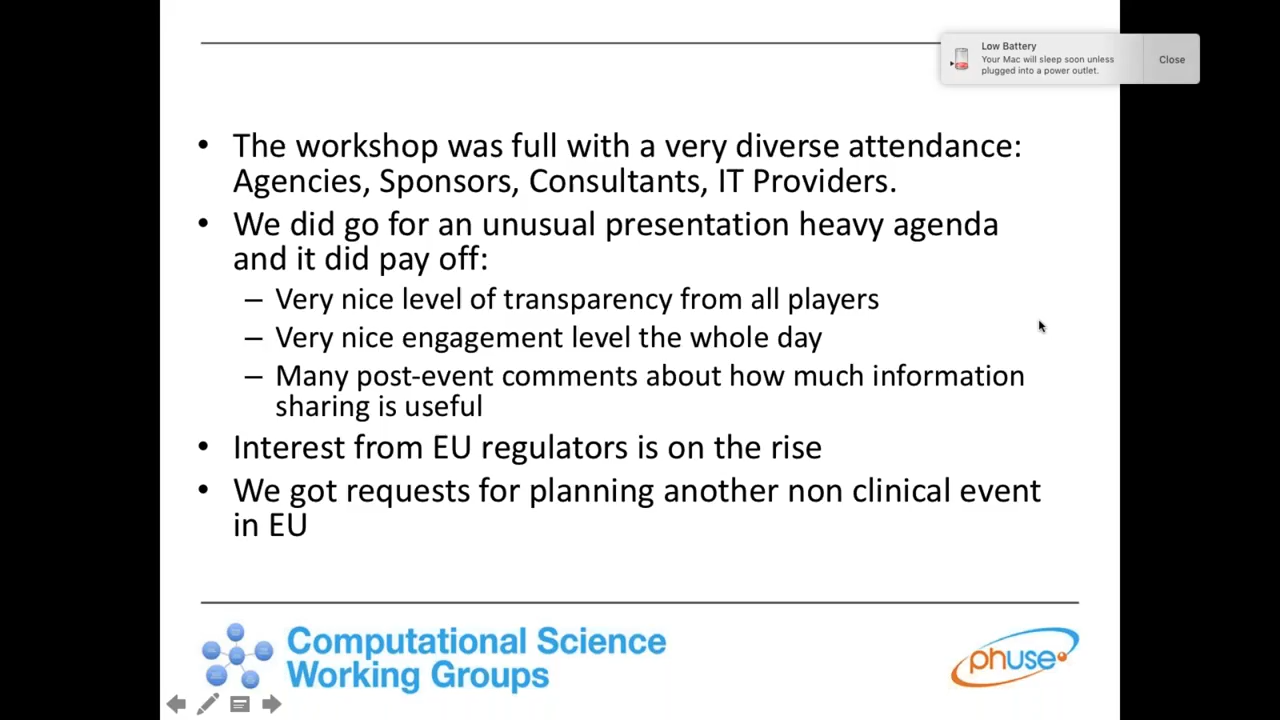 Low Battery
Your Mac will sleep soon unless
plugged into a power outlet.
Close
• The workshop was full with a very diverse attendance:
Agencies, Sponsors, Consultants, IT Providers.
• We did go for an unusual presentation heavy agenda
and it did pay off:
– Very nice level of transparency from all players
– Very nice engagement level the whole day
– Many post-event comments about how much information
sharing is useful
• Interest from EU regulators is on the rise
• We got requests for planning another non clinical event
in EU
Computational Science
Working Groups
phuse